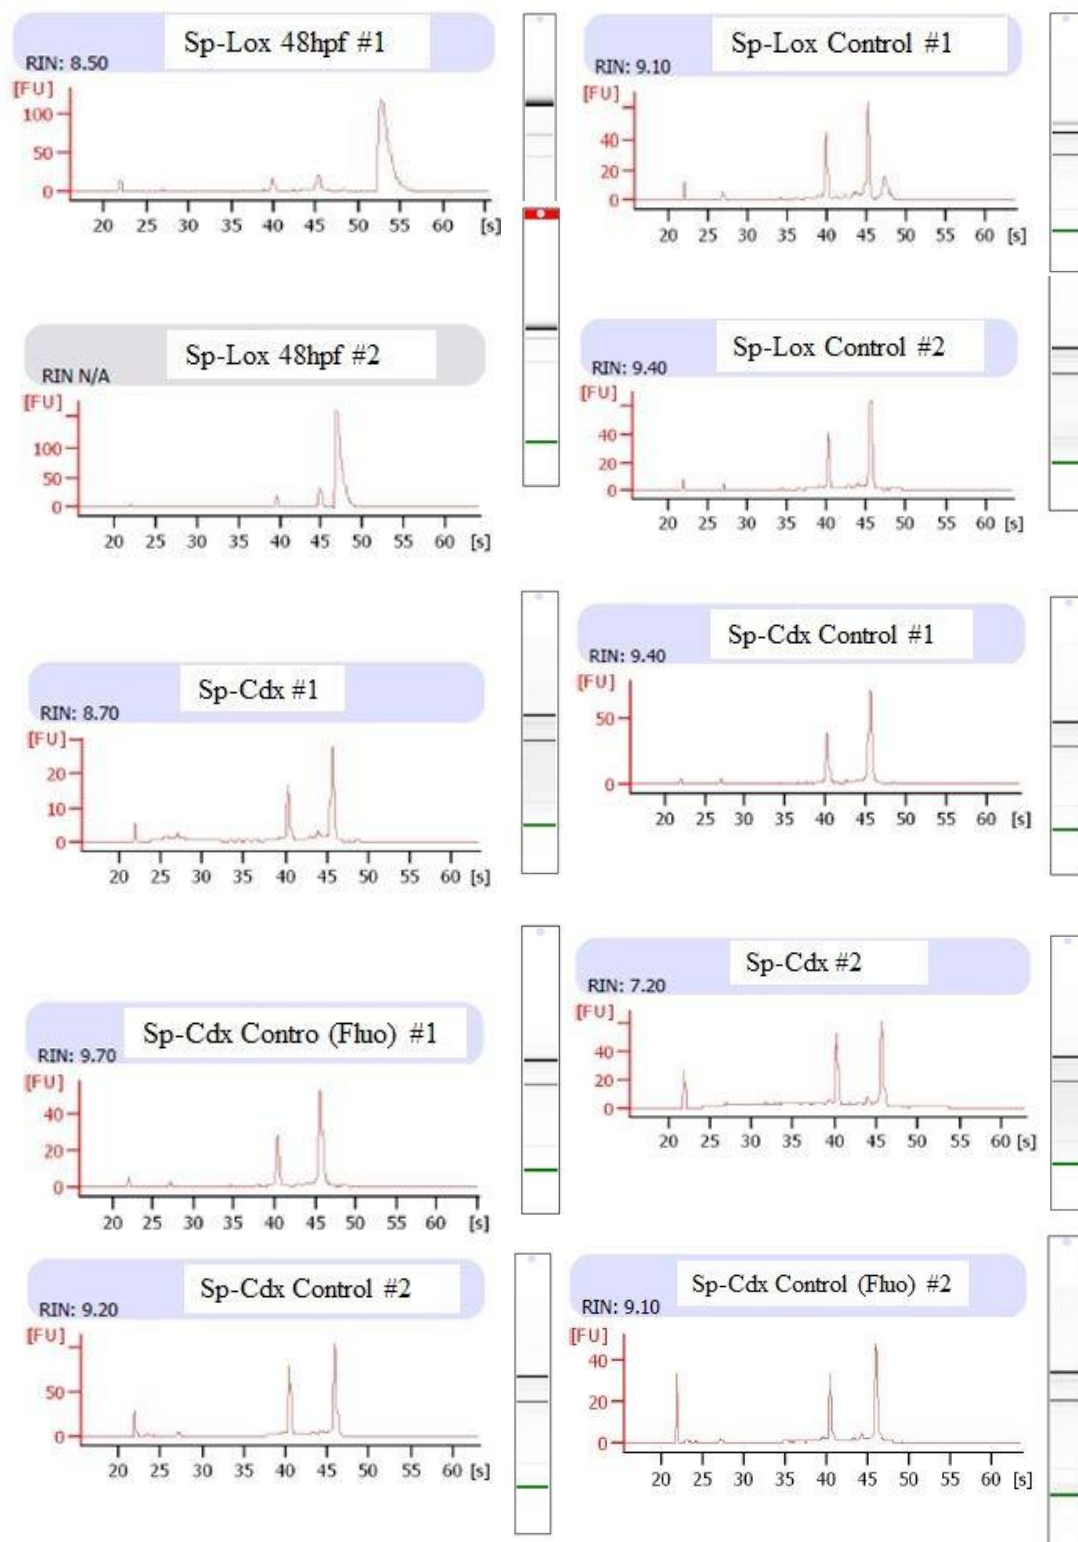 Sp-Lox 48hpf #1
RIN: 8.50
[FU]
100
50
0
20 25 30 35 40 45 50 55 60 [s]
Sp-Lox Control #1
RIN: 9.10
[FU]
40
20
0
20 25 30 35 40 45 50 55 60 [s]
Sp-Lox 48hpf #2
RIN N/A
[FU]
100
50
0
20 25 30 35 40 45 50 55 60 [s]
Sp-Lox Control #2
RIN: 9.40
[FU]
40
20
0
20 25 30 35 40 45 50 55 60 [s]
Sp-Cdx #1
RIN: 8.70
[FU]
20
10
0
20 25 30 35 40 45 50 55 60 [s]
Sp-Cdx Control #1
RIN: 9.40
[FU]
50
0
20 25 30 35 40 45 50 55 60 [s]
Sp-Cdx Contro (Fluo) #1
RIN: 9.70
[FU]
40
20
0
20 25 30 35 40 45 50 55 60 [s]
Sp-Cdx #2
RIN: 7.20
[FU]
40
20
0
20 25 30 35 40 45 50 55 60 [s]
Sp-Cdx Control #2
RIN: 9.20
[FU]
50
0
20 25 30 35 40 45 50 55 60 [s]
Sp-Cdx Control (Fluo) #2
RIN: 9.10
[FU]
40
20
0
20 25 30 35 40 45 50 55 60 [s]